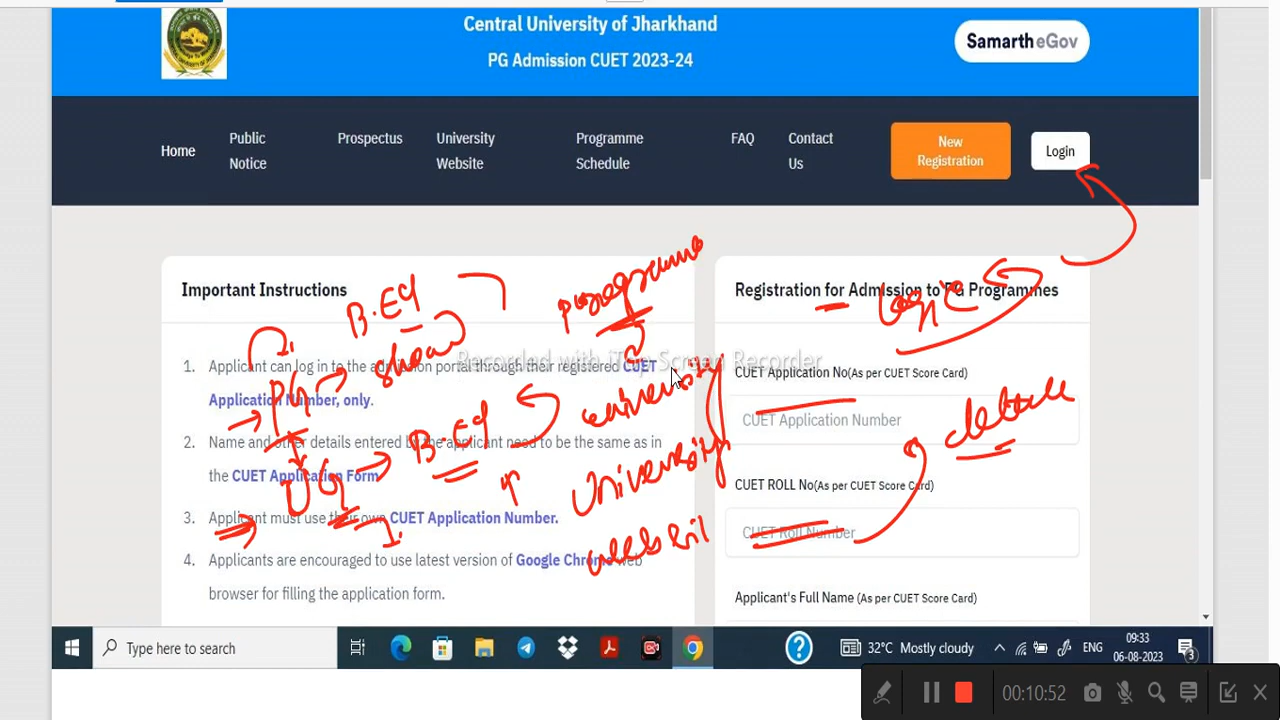 Central University of Jharkhand
PG Admission CUET 2023-24
Samarth eGov
Home
Public Notice
Prospectus
University Website
Programme Schedule
FAQ
Contact Us
New Registration
Login
Important Instructions
1. Applicant can log in to the admission portal through their registered CUET
Application Number, only.
2. Name and other details entered by the applicant need to be the same as in
the CUET Application Form
3. Applicant must use their own CUET Application Number.
4. Applicants are encouraged to use latest version of Google Chrome web
browser for filling the application form.
B.Ed
PG
UG
B.Ed
programme
university
University
Registration for Admission to PG Programmes
CUET Application No(As per CUET Score Card)
CUET Application Number
CUET ROLL No(As per CUET Score Card)
CUET Roll Number
Applicant's Full Name (As per CUET Score Card)
Recorded with iTop Screen Recorder
Type here to search
32°C Mostly cloudy
ENG
09:33
06-08-2023
3
00:10:52